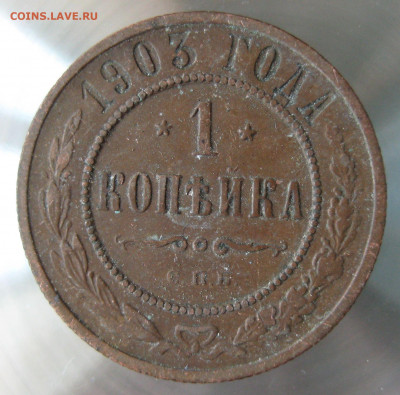 COINS.LAVE.RU
1903 ГОДА
* 1 *
КОПѢЙКА
С.П.Б.